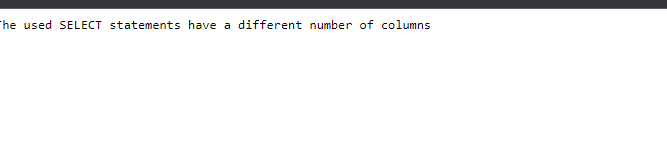 The used SELECT statements have a different number of columns